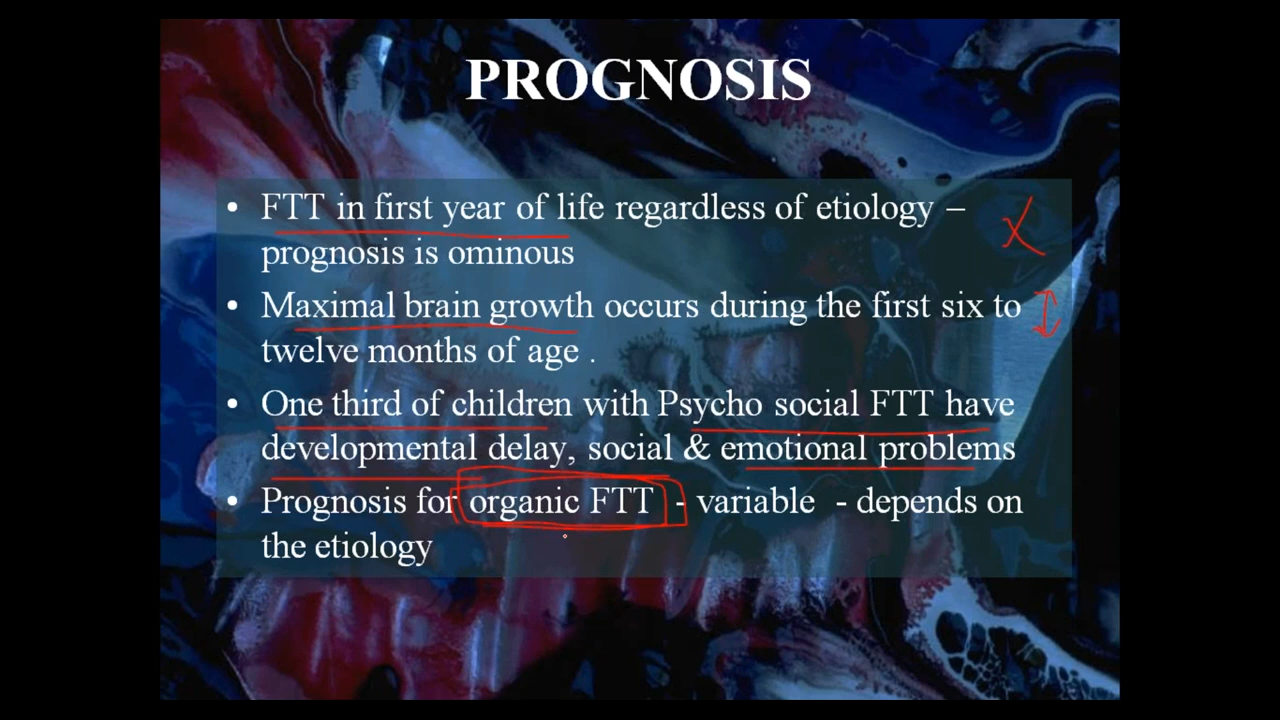 PROGNOSIS
• FTT in first year of life regardless of etiology –
prognosis is ominous
• Maximal brain growth occurs during the first six to
twelve months of age .
• One third of children with Psycho social FTT have
developmental delay, social & emotional problems
• Prognosis for organic FTT - variable - depends on
the etiology